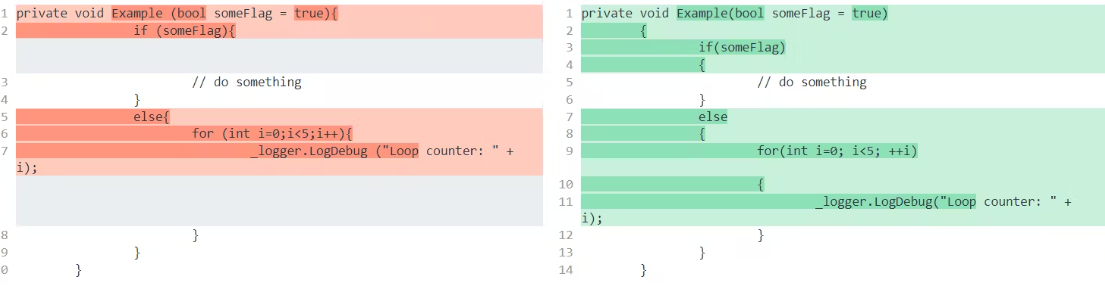 1 private void Example (bool someFlag = true){
2 if (someFlag){
3 // do something
4 }
5 else{
6 for (int i=0;i<5;i++){
7 _logger.LogDebug ("Loop counter: " +
i);
8 }
9 }
0 }
1 private void Example(bool someFlag = true)
2 {
3 if(someFlag)
4 {
5 // do something
6 }
7 else
8 {
9 for(int i=0; i<5; ++i)
10 {
11 _logger.LogDebug("Loop counter: " +
i);
12 }
13 }
14 }